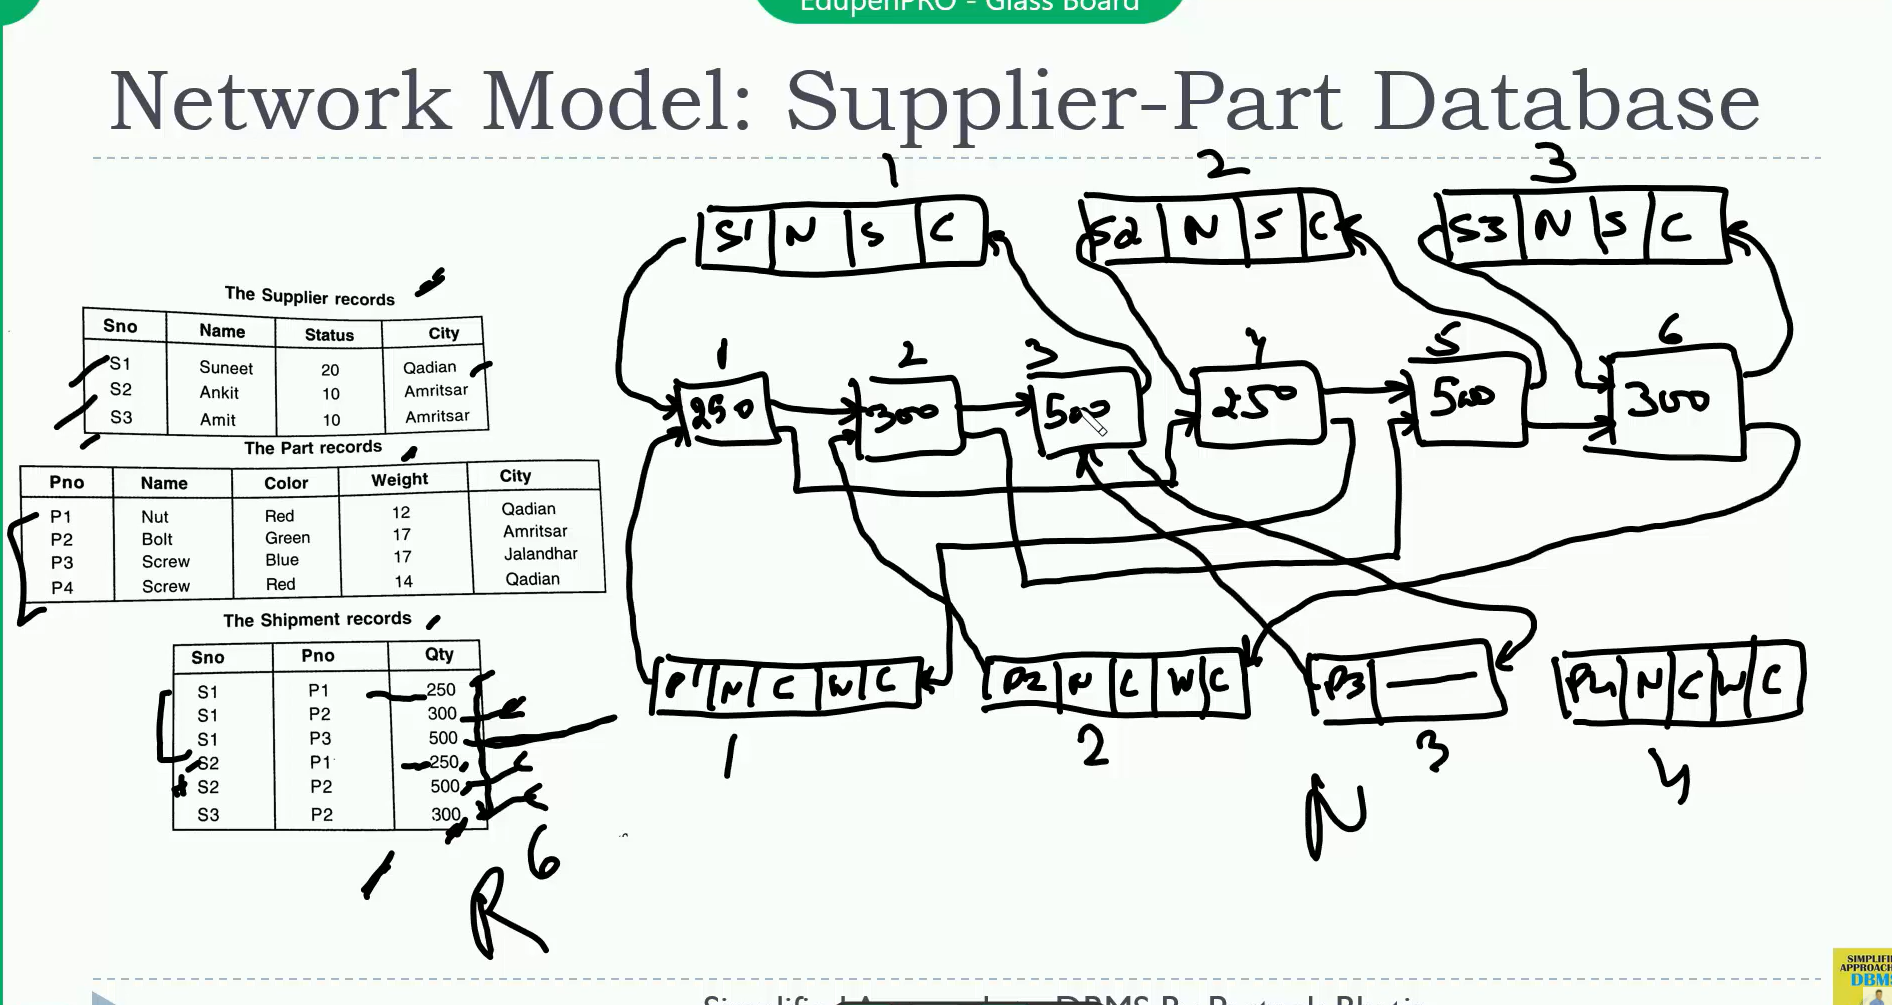 EdupenPRO - Glass Board
Network Model: Supplier-Part Database
1 2 3
S1 N S C
S2 N S C
S3 N S C
The Supplier records
Sno Name Status City
S1 Suneet 20 Qadian
S2 Ankit 10 Amritsar
S3 Amit 10 Amritsar
The Part records
Pno Name Color Weight City
P1 Nut Red 12 Qadian
P2 Bolt Green 17 Amritsar
P3 Screw Blue 17 Jalandhar
P4 Screw Red 14 Qadian
The Shipment records
Sno Pno Qty
S1 P1 250
S1 P2 300
S1 P3 500
S2 P1 250
S2 P2 500
S3 P2 300
6
R
1 2 3 4 5 6
250 300 500 250 500 300
P1 N C W C
P2 N C W C
P3
P4 N C W C
1 2 3 4
N
DBMS